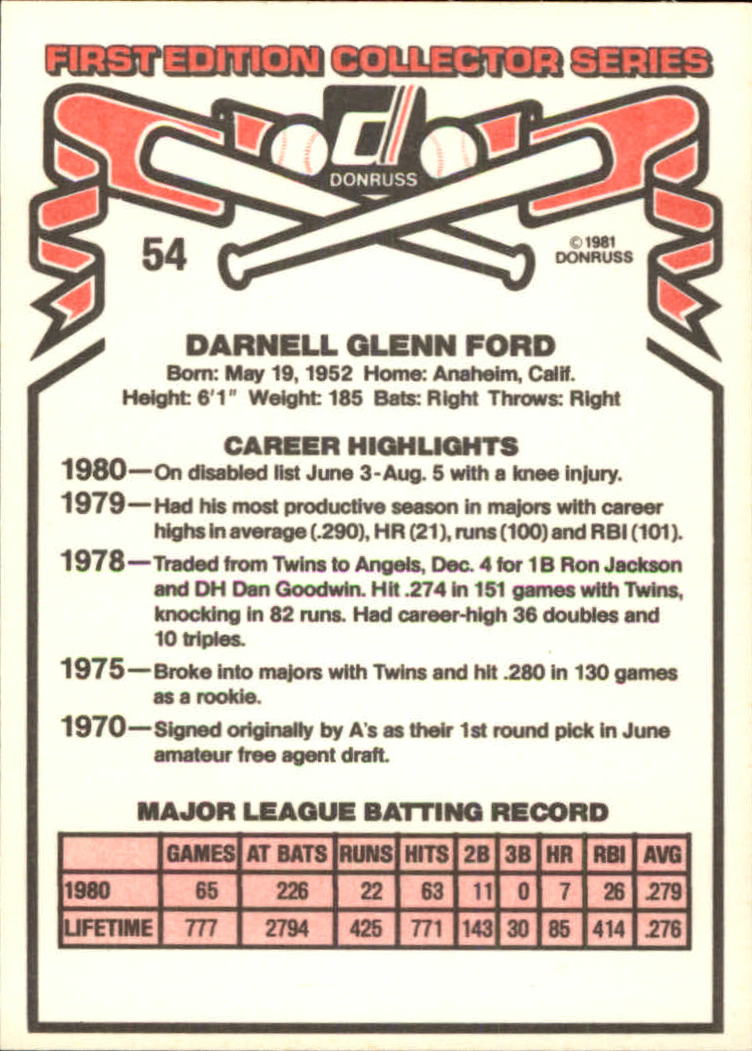 FIRST EDITION COLLECTOR SERIES
d
DONRUSS
54
© 1981
DONRUSS
DARNELL GLENN FORD
Born: May 19, 1952 Home: Anaheim, Calif.
Height: 6'1" Weight: 185 Bats: Right Throws: Right
CAREER HIGHLIGHTS
1980—On disabled list June 3-Aug. 5 with a knee injury.
1979—Had his most productive season in majors with career
highs in average (.290), HR (21), runs (100) and RBI (101).
1978—Traded from Twins to Angels, Dec. 4 for 1B Ron Jackson
and DH Dan Goodwin. Hit .274 in 151 games with Twins,
knocking in 82 runs. Had career-high 36 doubles and
10 triples.
1975—Broke into majors with Twins and hit .280 in 130 games
as a rookie.
1970—Signed originally by A's as their 1st round pick in June
amateur free agent draft.
MAJOR LEAGUE BATTING RECORD
GAMES AT BATS RUNS HITS 2B 3B HR RBI AVG
1980 65 226 22 63 11 0 7 26 .279
LIFETIME 777 2794 425 771 143 30 85 414 .276